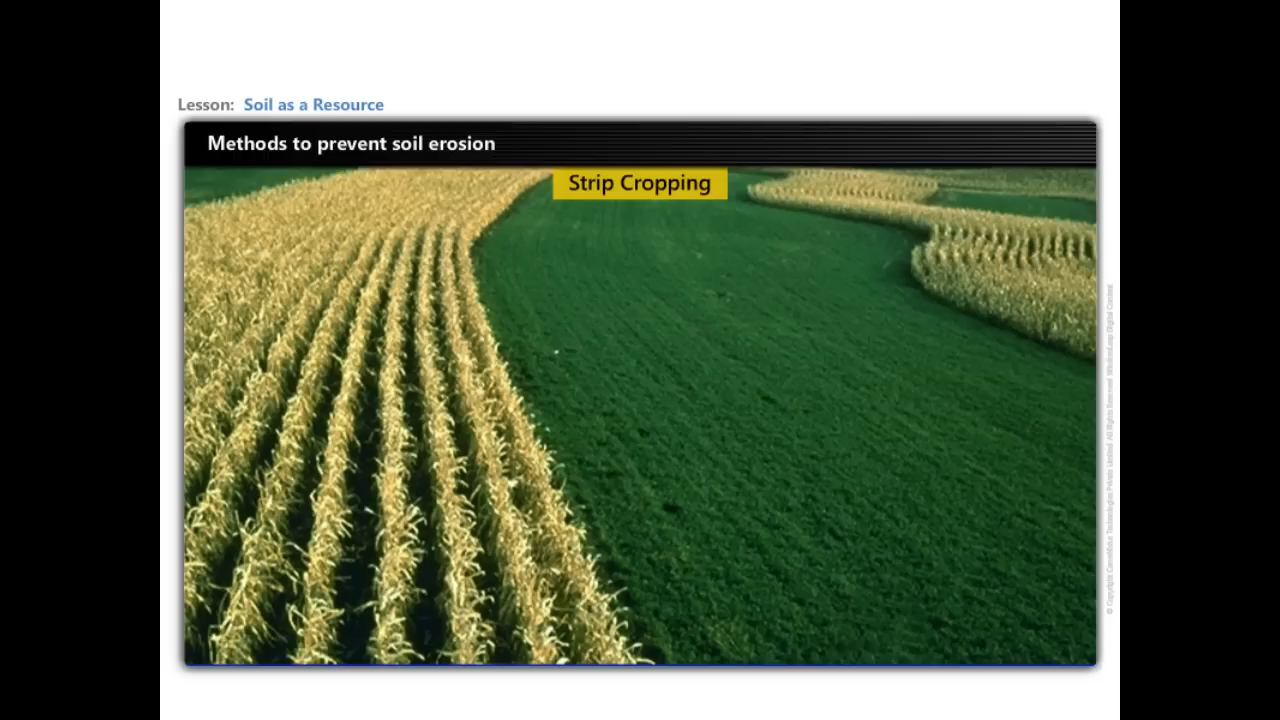 Lesson: Soil as a Resource
Methods to prevent soil erosion
Strip Cropping